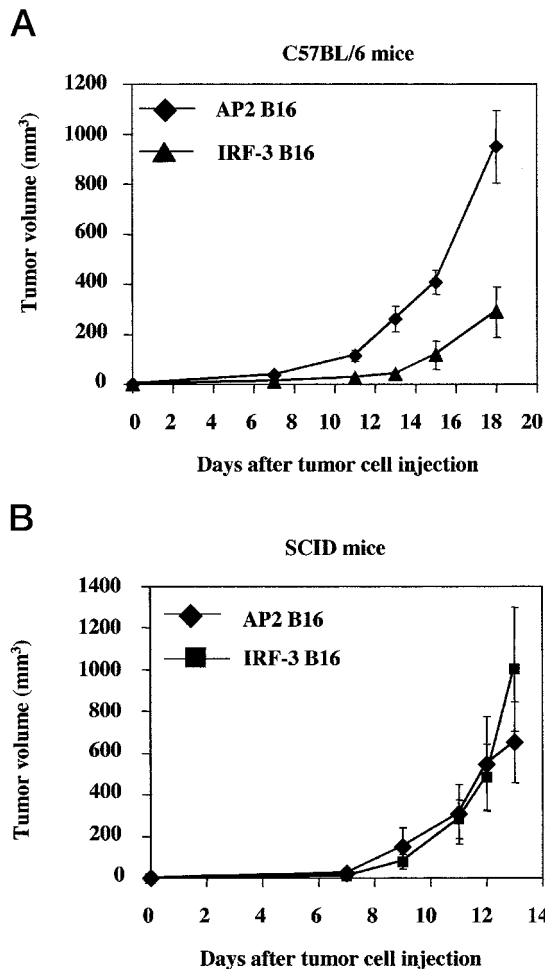 A
C57BL/6 mice
1200
1000
800
600
400
200
0
Tumor volume (mm³)
AP2 B16
IRF-3 B16
0 2 4 6 8 10 12 14 16 18 20
Days after tumor cell injection
B
SCID mice
1400
1200
1000
800
600
400
200
0
Tumor volume (mm³)
AP2 B16
IRF-3 B16
0 2 4 6 8 10 12 14
Days after tumor cell injection